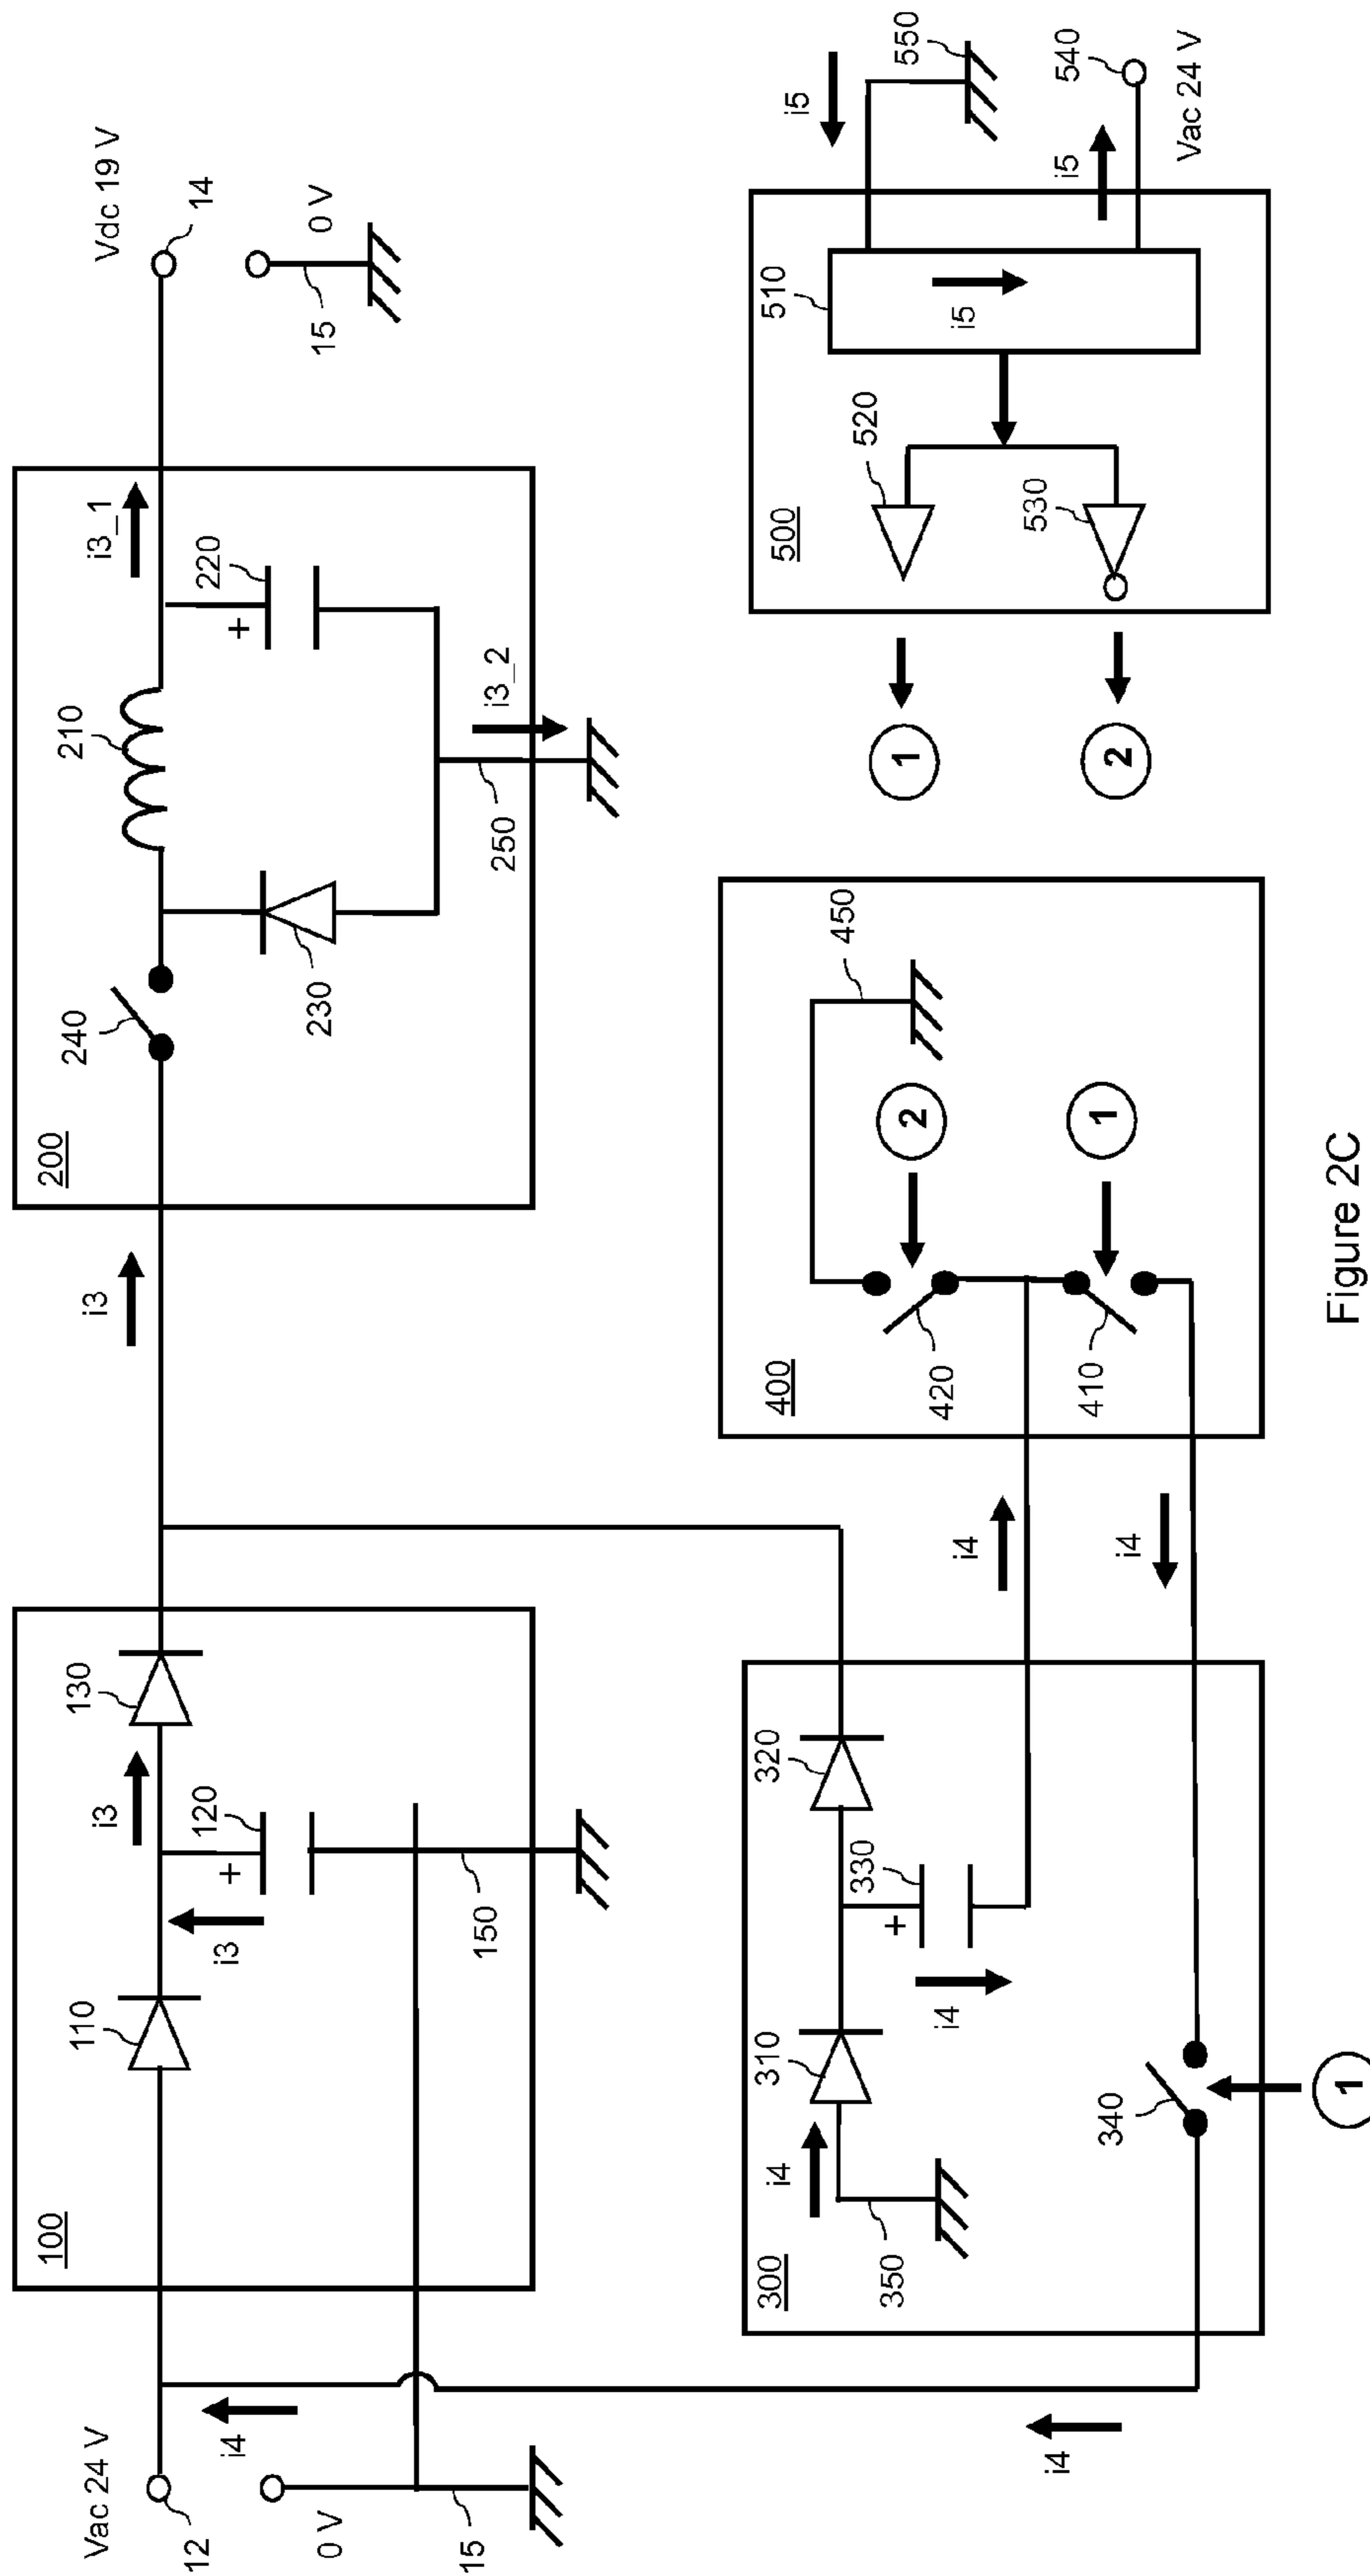 Vac 24 V
12
0 V
15
i4
100
110
i3
120
+
i3
130
150
i3
200
240
210
230
220
+
i3_1
250
i3_2
Vdc 19 V
14
15
0 V
i4
300
350
i4
310
i4
330
+
320
340
1
i4
i4
400
420
410
2
1
450
1
2
500
520
530
510
i5
i5
550
i5
540
Vac 24 V
Figure 2C